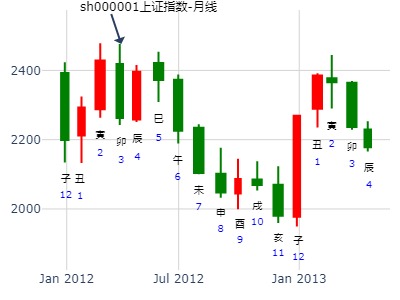 sh000001上证指数-月线
2400
2200
2000
子
12
丑
1
寅
2
卯
3
辰
4
巳
5
午
6
未
7
申
8
酉
9
戌
10
亥
11
子
12
丑
1
寅
2
卯
3
辰
4
Jan 2012
Jul 2012
Jan 2013